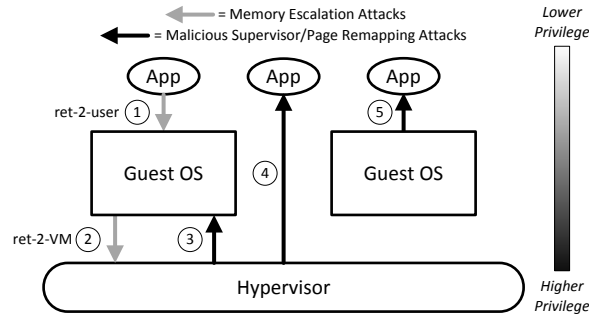 = Memory Escalation Attacks
= Malicious Supervisor/Page Remapping Attacks
Lower
Privilege
App
App
App
ret-2-user
1
5
Guest OS
4
Guest OS
ret-2-VM
2
3
Hypervisor
Higher
Privilege